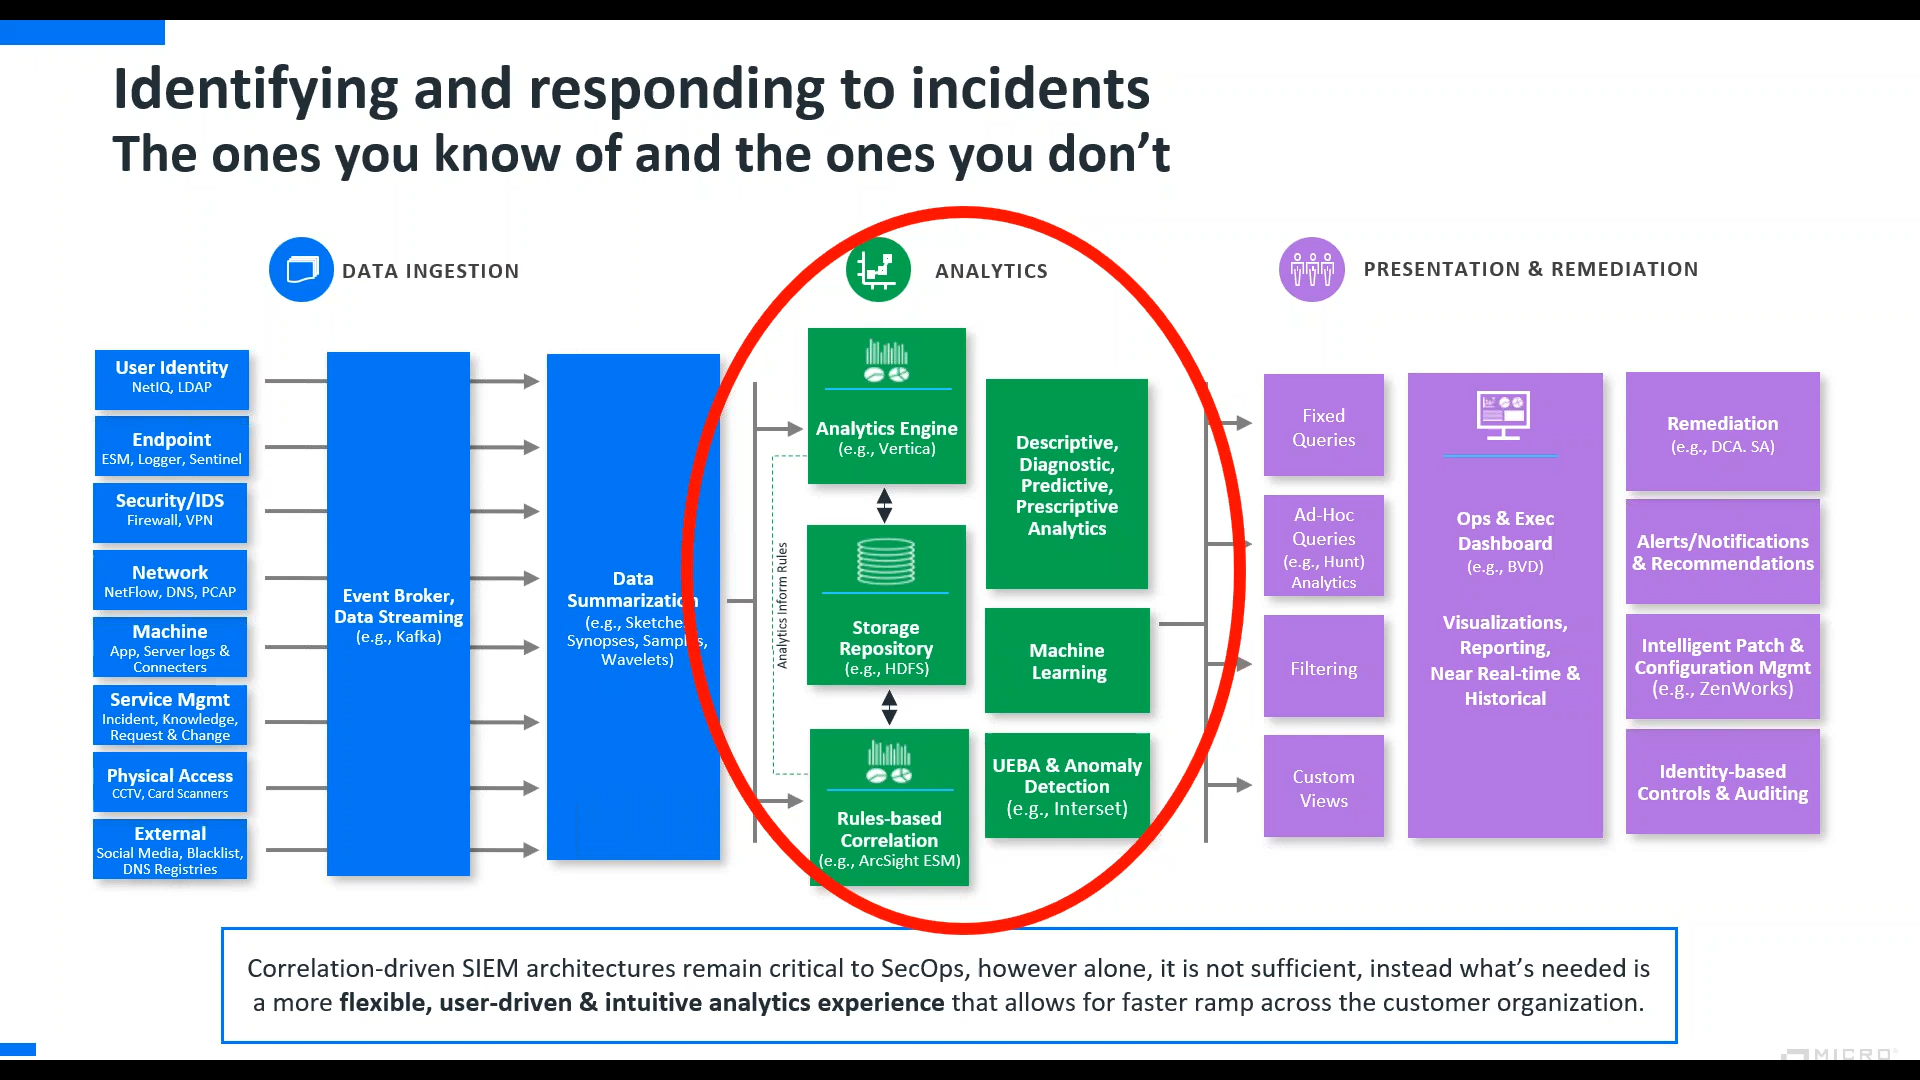 Identifying and responding to incidents
The ones you know of and the ones you don't
DATA INGESTION
User Identity
NetIQ, LDAP
Endpoint
ESM, Logger, Sentinel
Security/IDS
Firewall, VPN
Network
NetFlow, DNS, PCAP
Machine
App, Server logs &
Connecters
Service Mgmt
Incident, Knowledge,
Request & Change
Physical Access
CCTV, Card Scanners
External
Social Media, Blacklist,
DNS Registries
Event Broker,
Data Streaming
(e.g., Kafka)
Data
Summarization
(e.g., Sketches
Synopses, Samples,
Wavelets)
ANALYTICS
Analytics Inform Rules
Analytics Engine
(e.g., Vertica)
Storage
Repository
(e.g., HDFS)
Rules-based
Correlation
(e.g., ArcSight ESM)
Descriptive,
Diagnostic,
Predictive,
Prescriptive
Analytics
Machine
Learning
UEBA & Anomaly
Detection
(e.g., Interset)
PRESENTATION & REMEDIATION
Fixed
Queries
Ad-Hoc
Queries
(e.g., Hunt)
Analytics
Filtering
Custom
Views
Ops & Exec
Dashboard
(e.g., BVD)
Visualizations,
Reporting,
Near Real-time &
Historical
Remediation
(e.g., DCA. SA)
Alerts/Notifications
& Recommendations
Intelligent Patch &
Configuration Mgmt
(e.g., ZenWorks)
Identity-based
Controls & Auditing
Correlation-driven SIEM architectures remain critical to SecOps, however alone, it is not sufficient, instead what's needed is
a more flexible, user-driven & intuitive analytics experience that allows for faster ramp across the customer organization.
MICRO